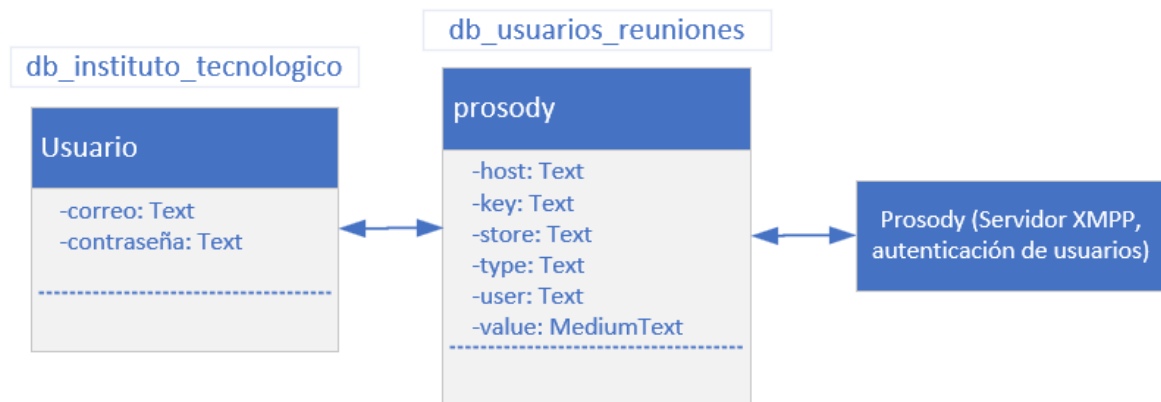 db_instituto_tecnologico
Usuario
-correo: Text
-contraseña: Text
db_usuarios_reuniones
prosody
-host: Text
-key: Text
-store: Text
-type: Text
-user: Text
-value: MediumText
Prosody (Servidor XMPP,
autenticación de usuarios)